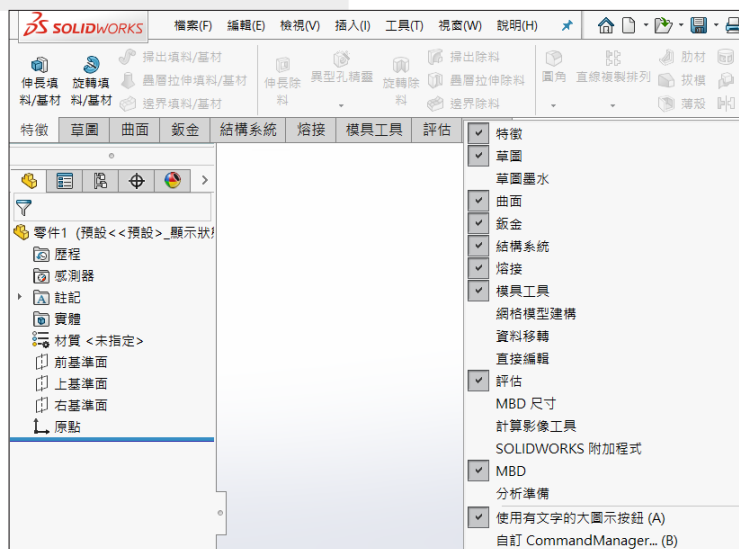 SOLIDWORKS 檔案(F) 編輯(E) 檢視(V) 插入(I) 工具(T) 視窗(W) 說明(H)
伸長填料/基材
旋轉填料/基材
掃出填料/基材
疊層拉伸填料/基材
邊界填料/基材
伸長除料
異型孔精靈
旋轉除料
掃出除料
疊層拉伸除料
邊界除料
圓角
直線複製排列
肋材
拔模
薄殼
特徵 草圖 曲面 鈑金 結構系統 熔接 模具工具 評估
零件1 (預設<<預設>_顯示狀
歷程
感測器
註記
實體
材質 <未指定>
前基準面
上基準面
右基準面
原點
特徵
草圖
草圖墨水
曲面
鈑金
結構系統
熔接
模具工具
網格模型建構
資料移轉
直接編輯
評估
MBD 尺寸
計算影像工具
SOLIDWORKS 附加程式
MBD
分析準備
使用有文字的大圖示按鈕 (A)
自訂 CommandManager... (B)